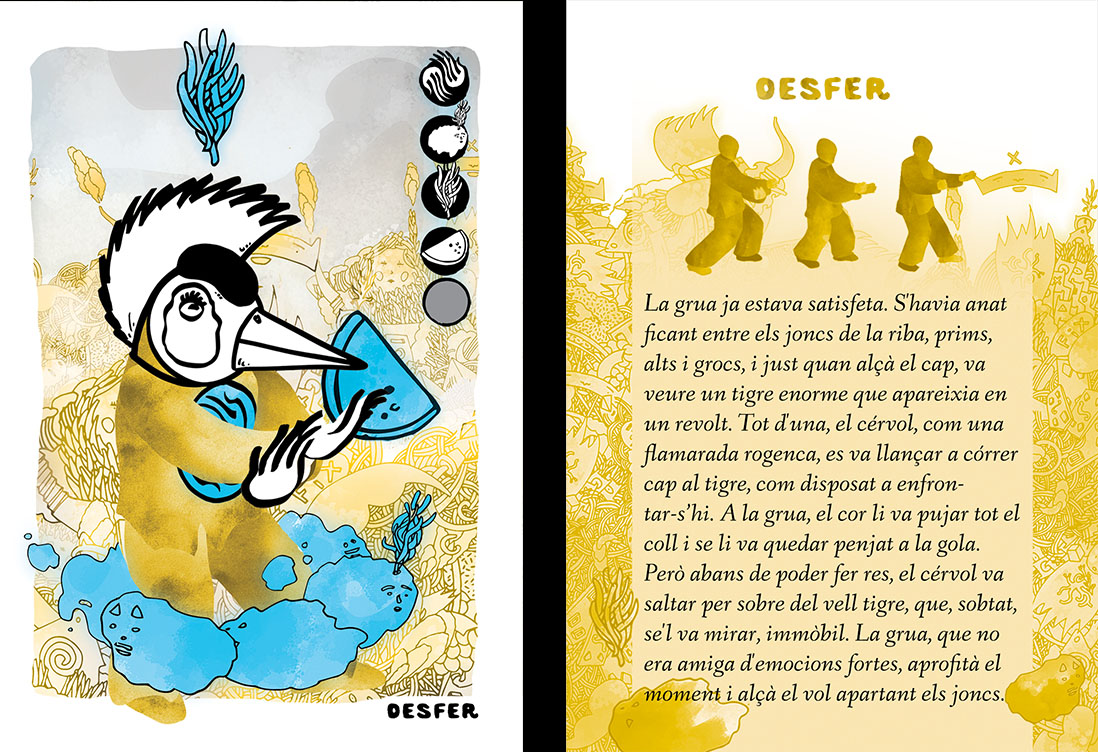 DESFER
DESFER
La grua ja estava satisfeta. S'havia anat
ficant entre els joncs de la riba, prims,
alts i grocs, i just quan alçà el cap, va
veure un tigre enorme que apareixia en
un revolt. Tot d'una, el cérvol, com una
flamarada rogenca, es va llançar a córrer
cap al tigre, com disposat a enfron-
tar-s’hi. A la grua, el cor li va pujar tot el
coll i se li va quedar penjat a la gola.
Però abans de poder fer res, el cérvol va
saltar per sobre del vell tigre, que, sobtat,
se'l va mirar, immòbil. La grua, que no
era amiga d'emocions fortes, aprofità el
moment i alçà el vol apartant els joncs.